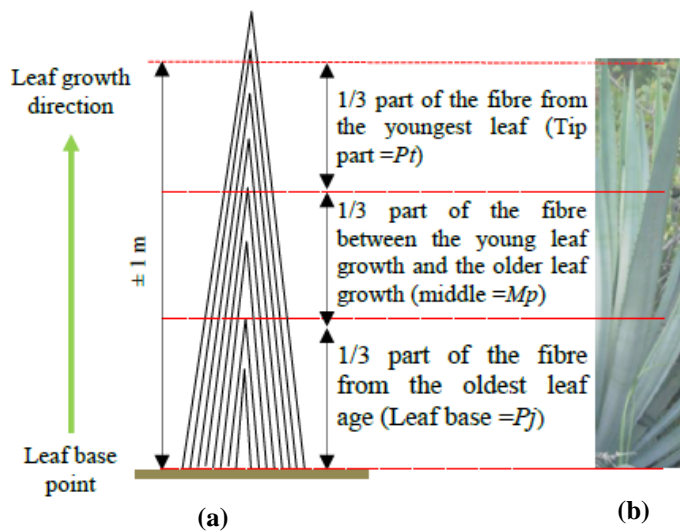 Leaf growth
direction
± 1 m
Leaf base
point
1/3 part of the fibre from
the youngest leaf (Tip
part =Pt)
1/3 part of the fibre
between the young leaf
growth and the older leaf
growth (middle =Mp)
1/3 part of the fibre
from the oldest leaf
age (Leaf base =Pj)
(a)
(b)